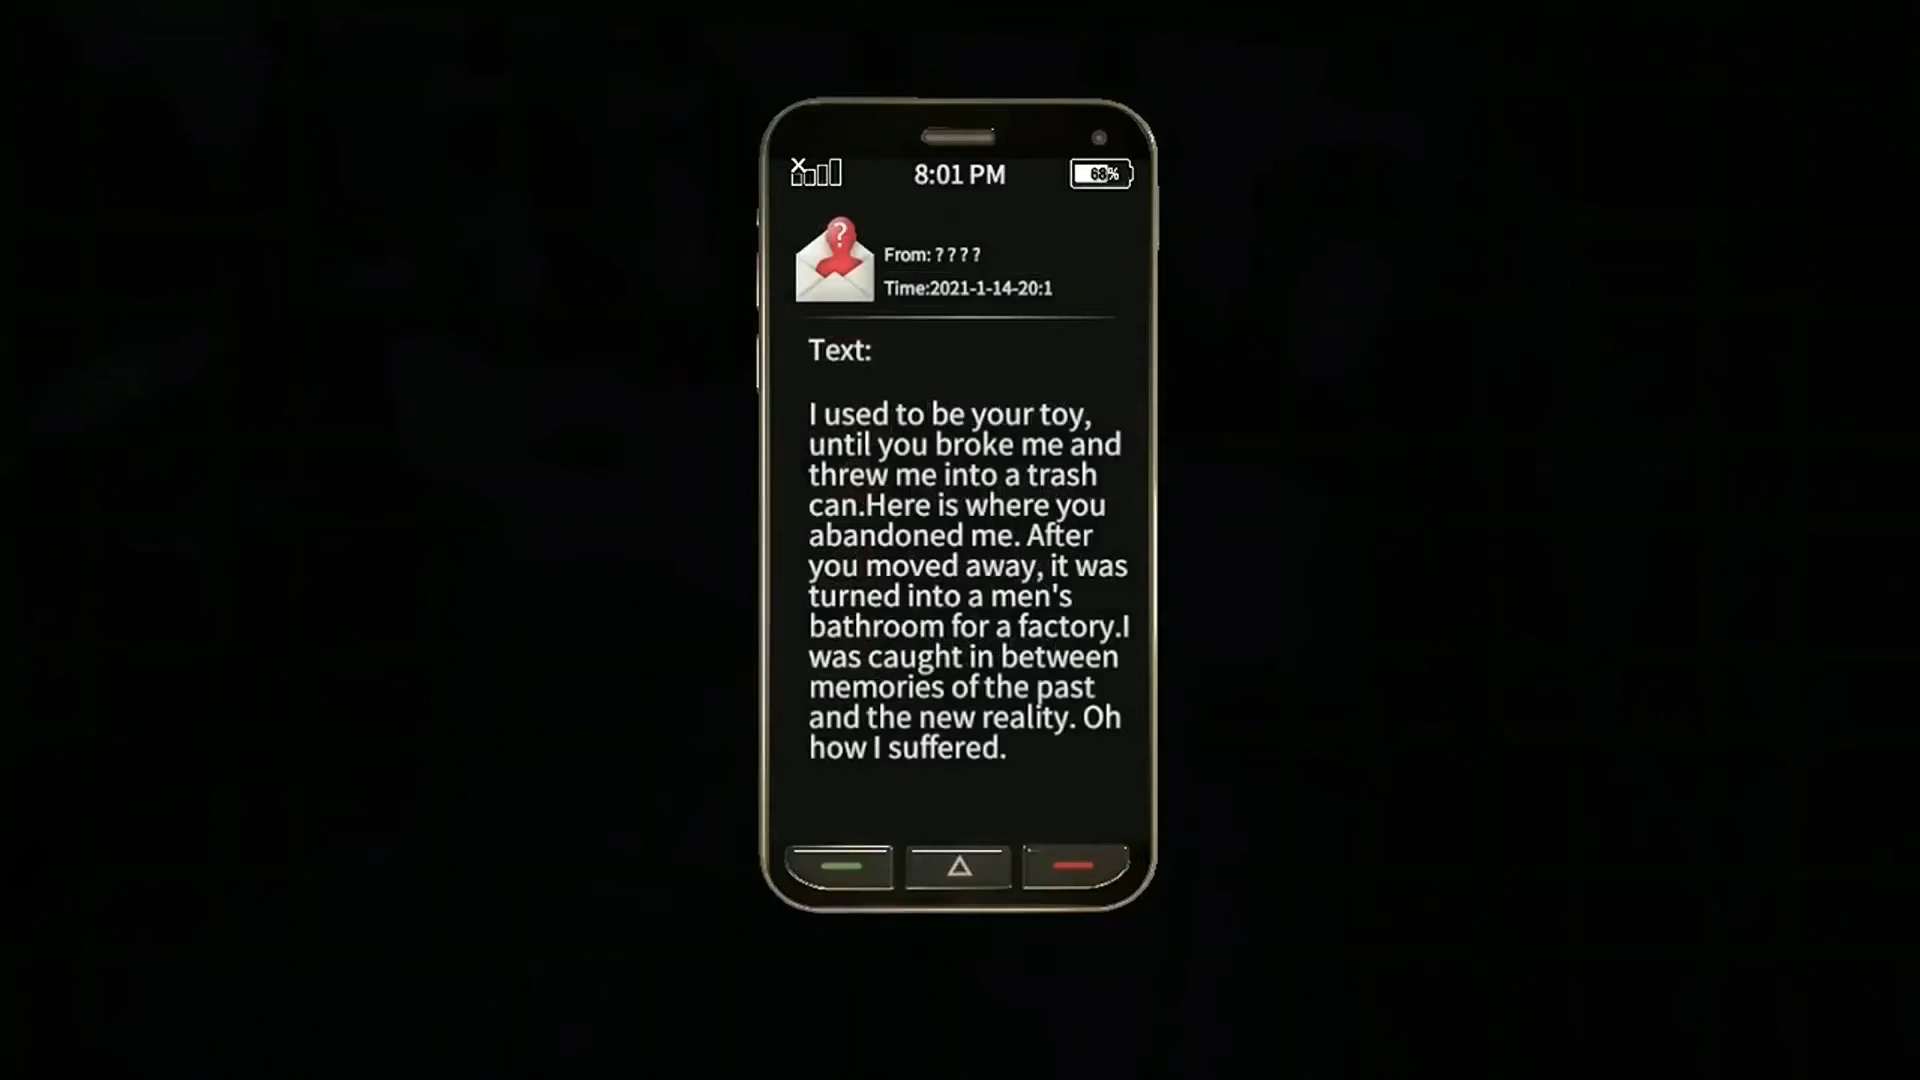 8:01 PM
68%
?
From: ????
Time:2021-1-14-20:1
Text:
I used to be your toy,
until you broke me and
threw me into a trash
can.Here is where you
abandoned me. After
you moved away, it was
turned into a men's
bathroom for a factory.I
was caught in between
memories of the past
and the new reality. Oh
how I suffered.